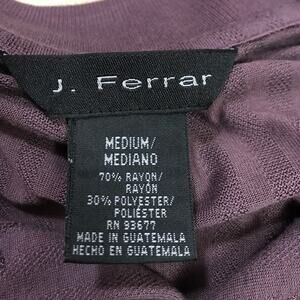 J. Ferrar
MEDIUM/
MEDIANO
70% RAYON/
RAYÓN
30% POLYESTER/
POLIÉSTER
RN 93677
MADE IN GUATEMALA
HECHO EN GUATEMALA